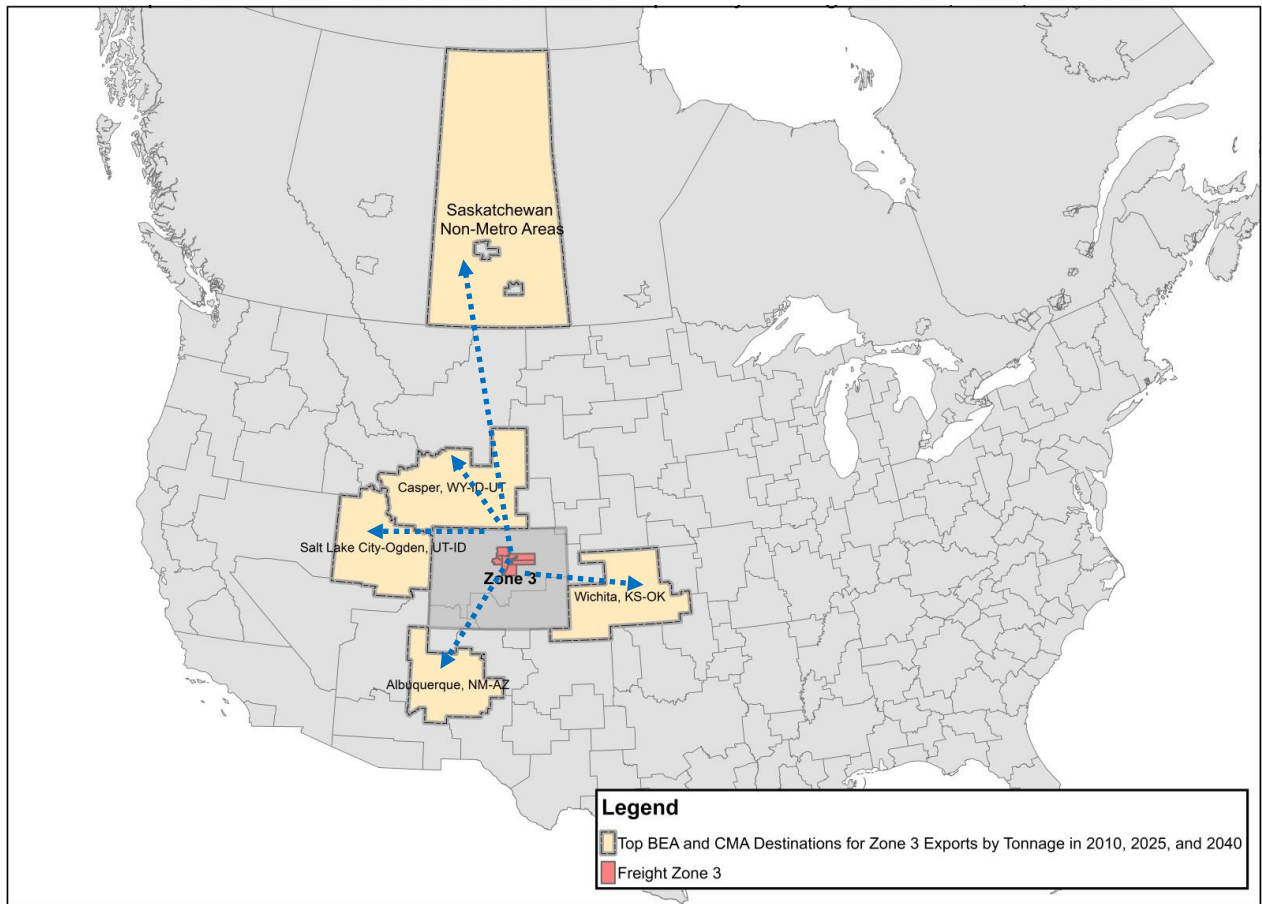 Saskatchewan
Non-Metro Areas
Casper, WY-ID-UT
Salt Lake City-Ogden, UT-ID
Zone 3
Wichita, KS-OK
Albuquerque, NM-AZ
Legend
Top BEA and CMA Destinations for Zone 3 Exports by Tonnage in 2010, 2025, and 2040
Freight Zone 3